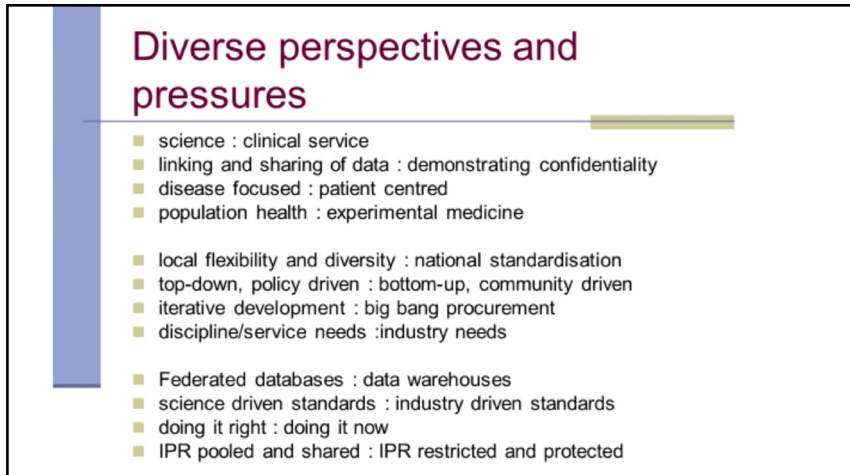 Diverse perspectives and
pressures
science : clinical service
linking and sharing of data : demonstrating confidentiality
disease focused : patient centred
population health : experimental medicine
local flexibility and diversity : national standardisation
top-down, policy driven : bottom-up, community driven
iterative development : big bang procurement
discipline/service needs :industry needs
Federated databases : data warehouses
science driven standards : industry driven standards
doing it right : doing it now
IPR pooled and shared : IPR restricted and protected